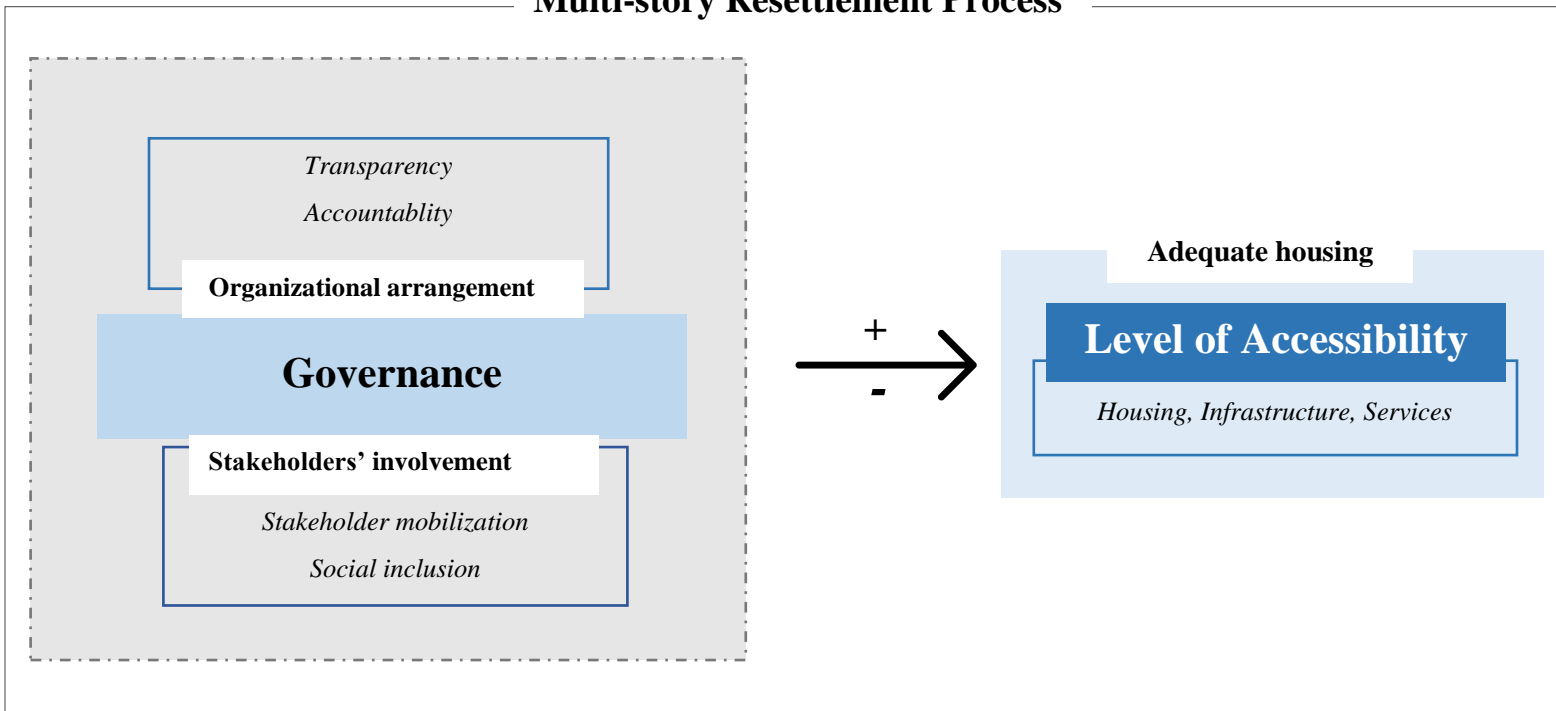 Multi-story Resettlement Process
Transparency
Accountablity
Organizational arrangement
Governance
Stakeholders’ involvement
Stakeholder mobilization
Social inclusion
+
-
Adequate housing
Level of Accessibility
Housing, Infrastructure, Services